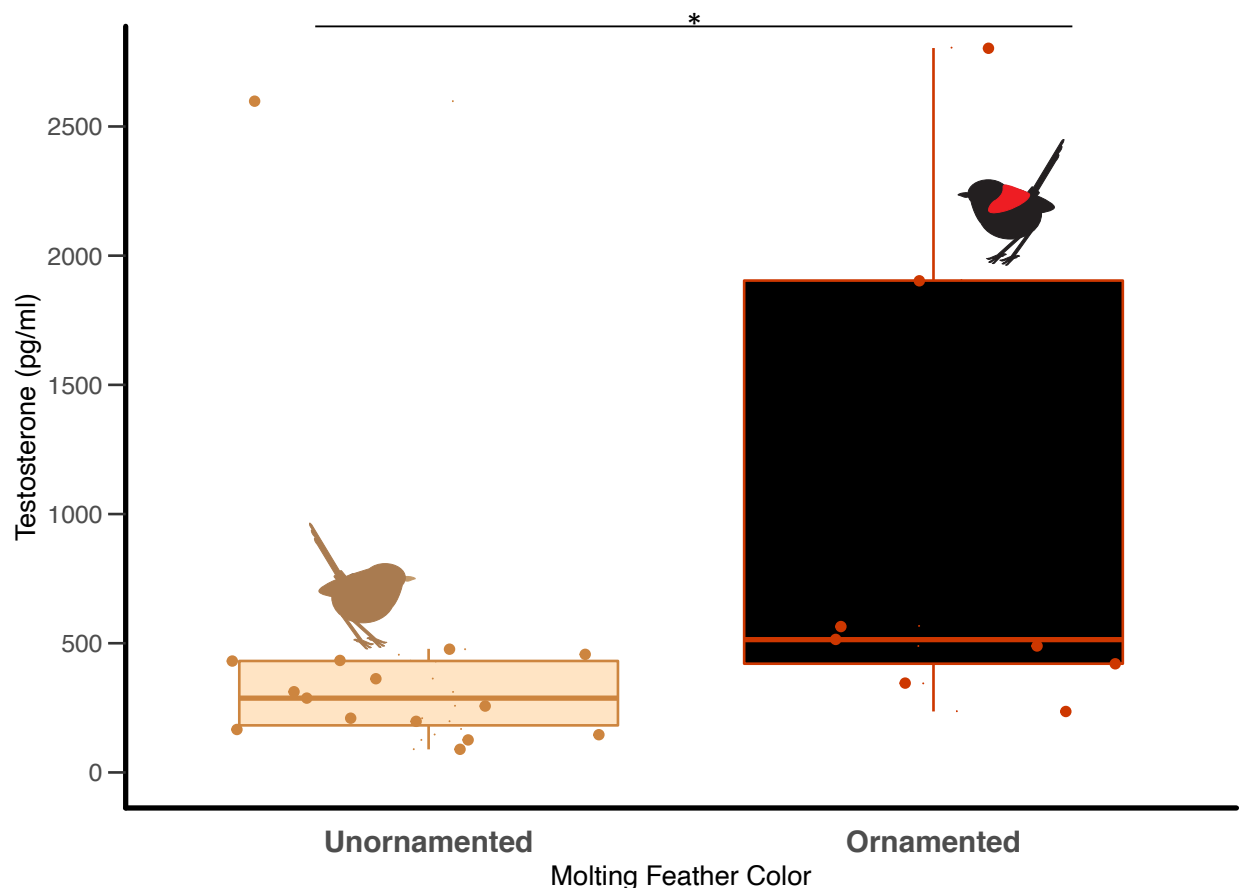 *
2500
2000
1500
1000
500
0
Testosterone (pg/ml)
Unornamented
Ornamented
Molting Feather Color